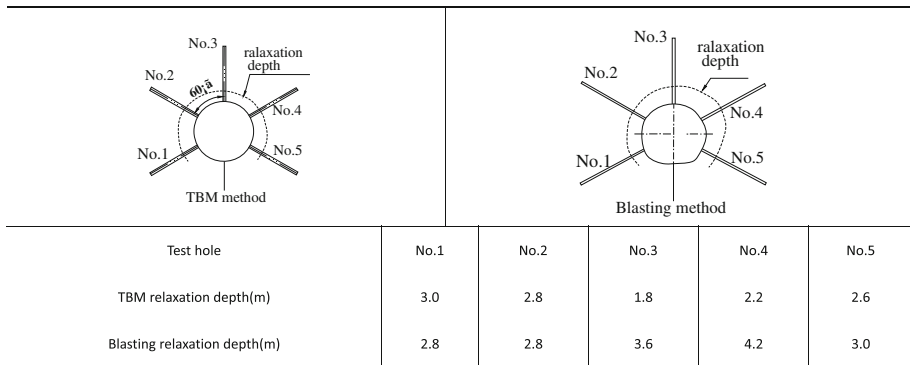 No.3
ralaxation
depth
No.2
60¡ã
No.4
No.1
No.5
TBM method
No.3
ralaxation
depth
No.2
No.4
No.1
No.5
Blasting method
Test hole No.1 No.2 No.3 No.4 No.5
TBM relaxation depth(m) 3.0 2.8 1.8 2.2 2.6
Blasting relaxation depth(m) 2.8 2.8 3.6 4.2 3.0